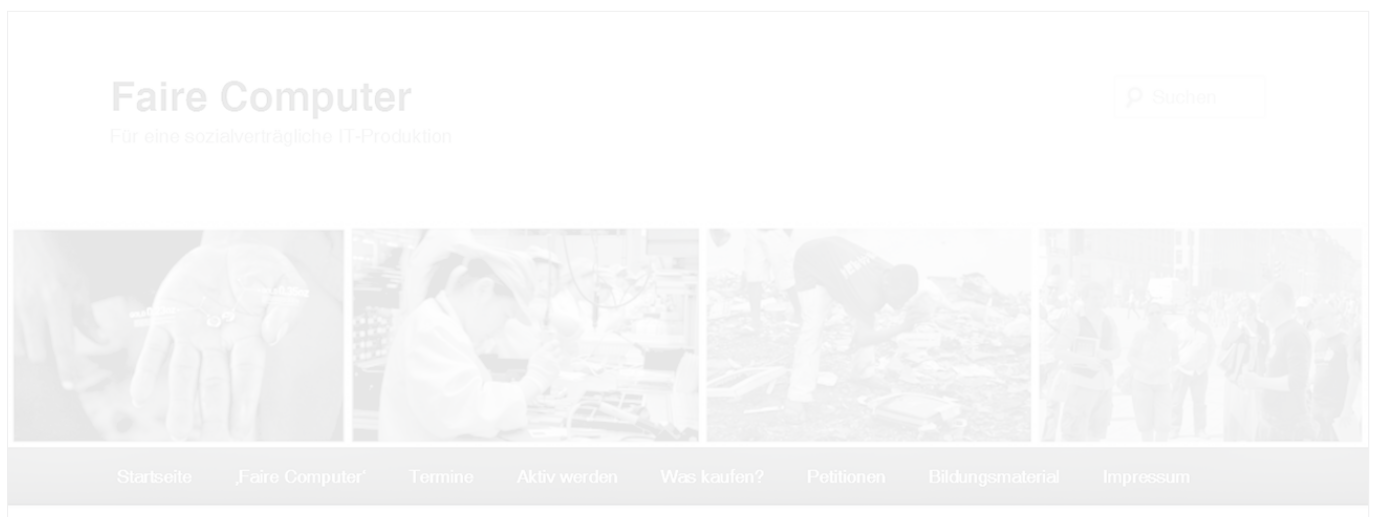 Faire Computer
Suchen
Für eine sozialverträgliche IT-Produktion
Startseite ‚Faire Computer‘ Termine Aktiv werden Was kaufen? Petitionen Bildungsmaterial Impressum